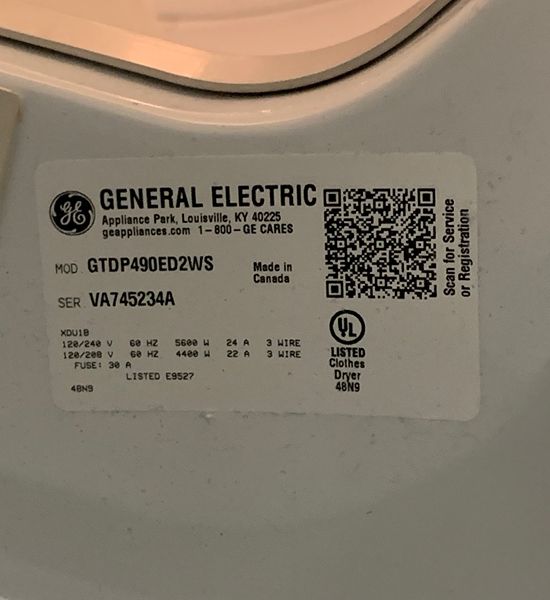 GE
GENERAL ELECTRIC
Appliance Park, Louisville, KY 40225
geappliances.com 1-800-GE CARES
MOD. GTDP490ED2WS
Made in
Canada
SER VA745234A
XDU1B
120/240 V 60 HZ 5600 W 24 A 3 WIRE
120/208 V 60 HZ 4400 W 22 A 3 WIRE
FUSE: 30 A
LISTED E9527
48N9
Scan for Service
or Registration
UL
LISTED
Clothes
Dryer
48N9